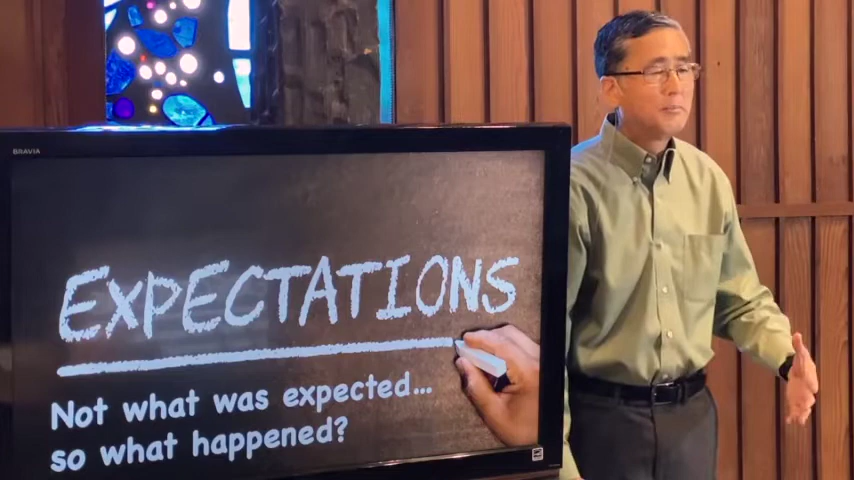 BRAVIA
EXPECTATIONS
Not what was expected...
so what happened?